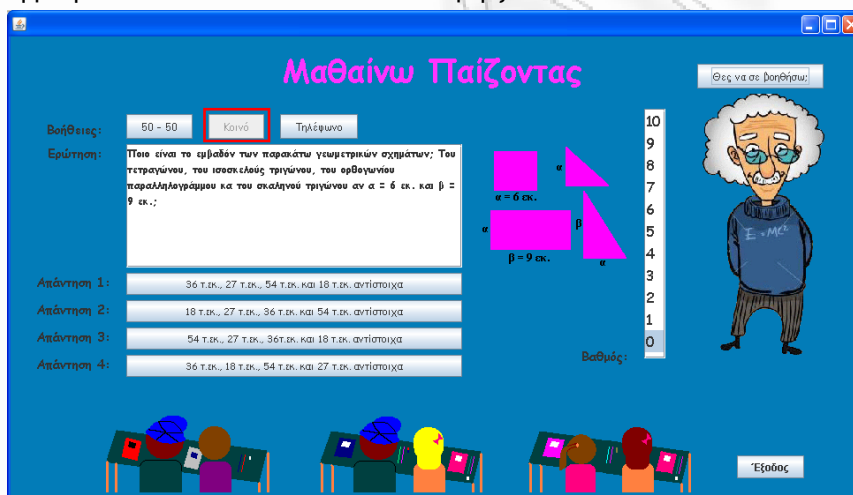 Μαθαίνω Παίζοντας
Θες να σε βοηθήσω;
Βοήθειες:
50 - 50
Κοινό
Τηλέφωνο
Ερώτηση:
Ποιο είναι το εμβαδόν των παρακάτω γεωμετρικών σχημάτων; Του
τετραγώνου, του ισοσκελούς τριγώνου, του ορθογωνίου
παραλληλογράμμου κα του σκαληνού τριγώνου αν α = 6 εκ. και β =
9 εκ.;
α = 6 εκ.
α
α
β
β = 9 εκ.
α
10
9
8
7
6
5
4
3
2
1
0
Βαθμός:
Απάντηση 1:
36 τ.εκ., 27 τ.εκ., 54 τ.εκ. και 18 τ.εκ. αντίστοιχα
Απάντηση 2:
18 τ.εκ., 27 τ.εκ., 36 τ.εκ. και 54 τ.εκ. αντίστοιχα
Απάντηση 3:
54 τ.εκ., 27 τ.εκ., 36τ.εκ. και 18 τ.εκ. αντίστοιχα
Απάντηση 4:
36 τ.εκ., 18 τ.εκ., 54 τ.εκ. και 27 τ.εκ. αντίστοιχα
Έξοδος